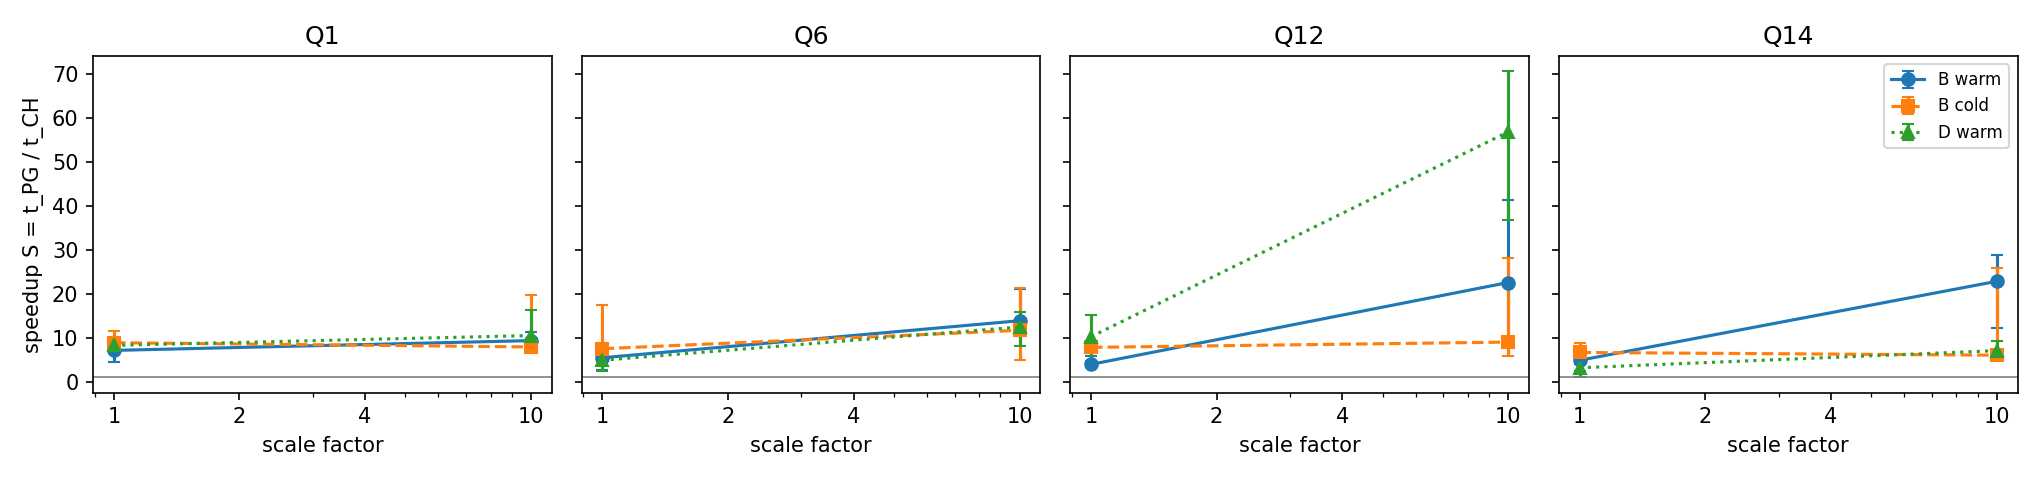 Q1
Q6
Q12
Q14
speedup S = t_PG / t_CH
70
60
50
40
30
20
10
0
B warm
B cold
D warm
1 2 4 10
1 2 4 10
1 2 4 10
1 2 4 10
scale factor
scale factor
scale factor
scale factor